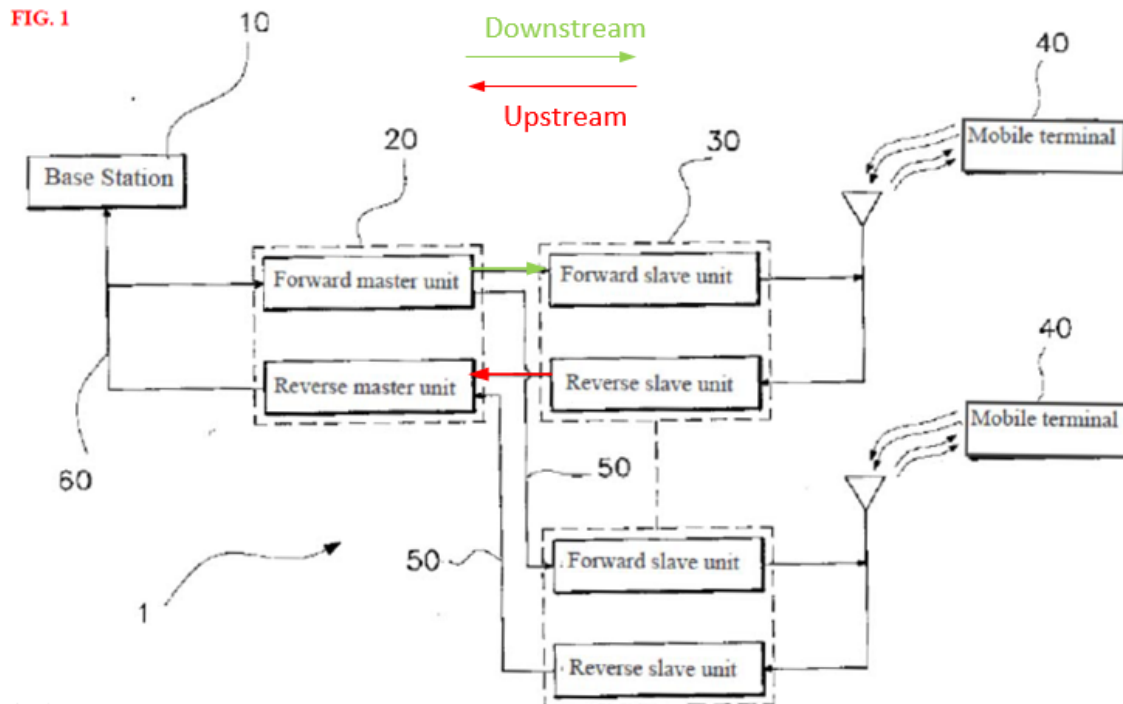 FIG. 1
10
Downstream
Upstream
40
Mobile terminal
Base Station
20
30
Forward master unit
Forward slave unit
40
Reverse master unit
Reverse slave unit
Mobile terminal
60
50
50
Forward slave unit
1
Reverse slave unit